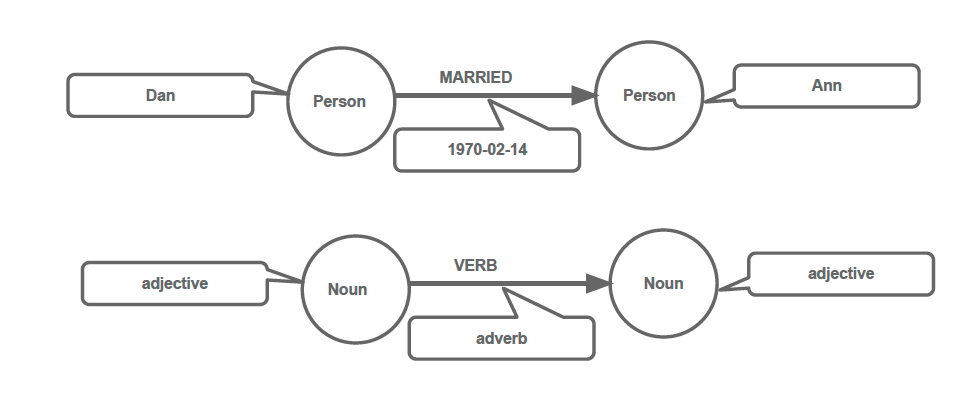 Dan
Person
MARRIED
1970-02-14
Person
Ann
adjective
Noun
VERB
adverb
Noun
adjective